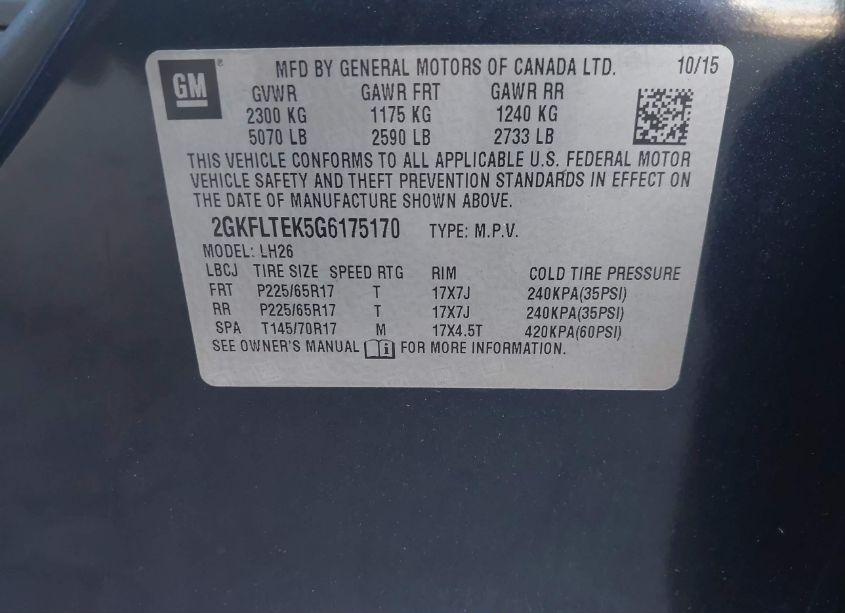 GM ® MFD BY GENERAL MOTORS OF CANADA LTD. 10/15
GVWR GAWR FRT GAWR RR
2300 KG 1175 KG 1240 KG
5070 LB 2590 LB 2733 LB
THIS VEHICLE CONFORMS TO ALL APPLICABLE U.S. FEDERAL MOTOR
VEHICLE SAFETY AND THEFT PREVENTION STANDARDS IN EFFECT ON
THE DATE OF MANUFACTURE SHOWN ABOVE.
2GKFLTEK5G6175170 TYPE: M.P.V.
MODEL: LH26
LBCJ TIRE SIZE SPEED RTG RIM COLD TIRE PRESSURE
FRT P225/65R17 T 17X7J 240KPA(35PSI)
RR P225/65R17 T 17X7J 240KPA(35PSI)
SPA T145/70R17 M 17X4.5T 420KPA(60PSI)
SEE OWNER'S MANUAL i FOR MORE INFORMATION.